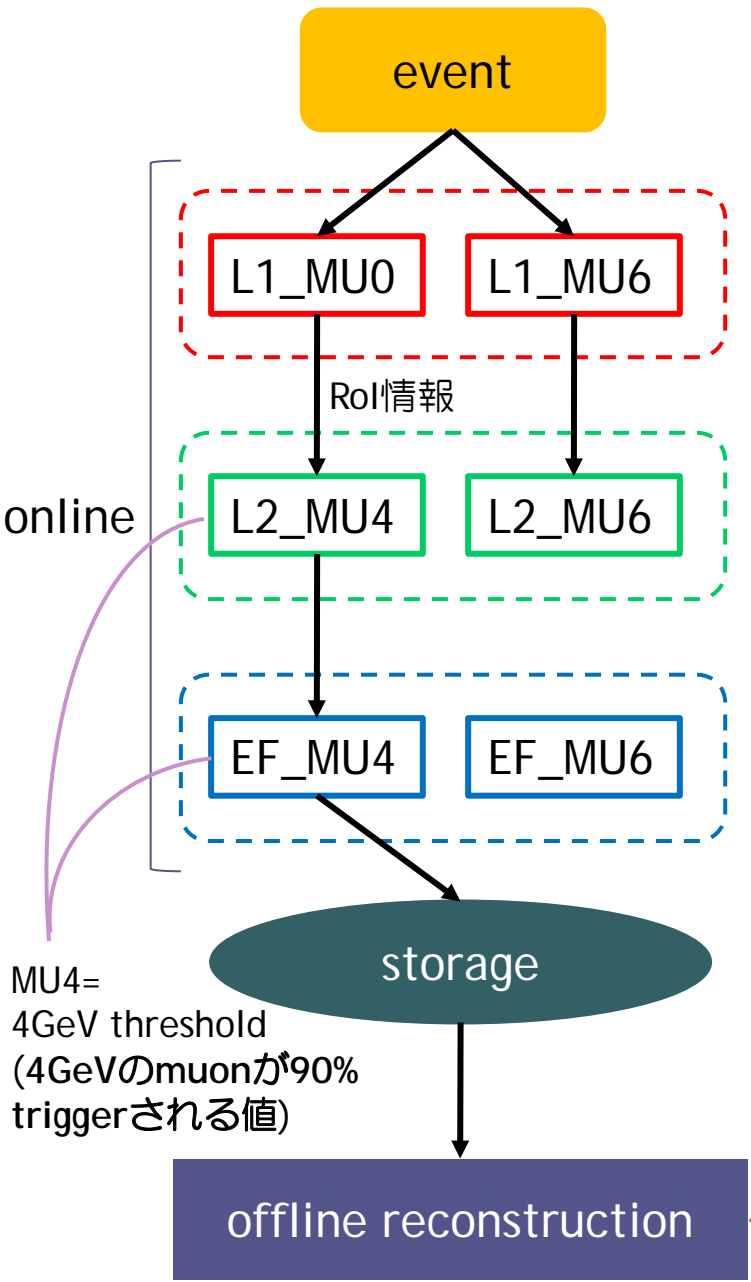 event
L1_MU0 L1_MU6
RoI情報
online
L2_MU4 L2_MU6
EF_MU4 EF_MU6
storage
MU4=
4GeV threshold
(4GeVのmuonが90%
triggerされる値)
offline reconstruction